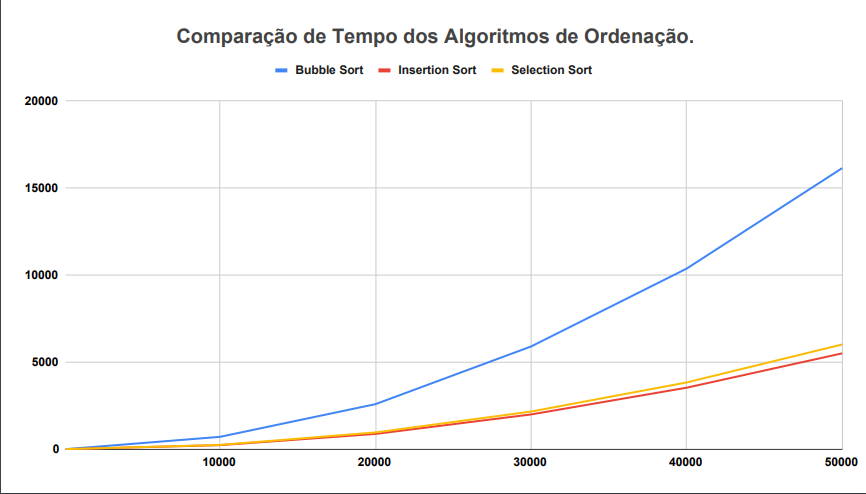 Comparação de Tempo dos Algoritmos de Ordenação.
Bubble Sort Insertion Sort Selection Sort
20000
15000
10000
5000
0
10000 20000 30000 40000 50000